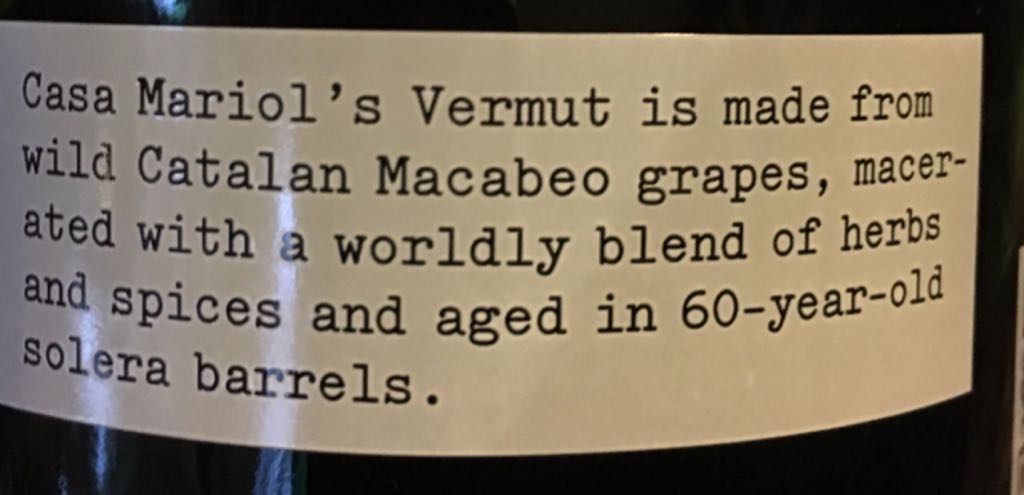 Casa Mariol's Vermut is made from
wild Catalan Macabeo grapes, macer-
ated with a worldly blend of herbs
and spices and aged in 60-year-old
solera barrels.